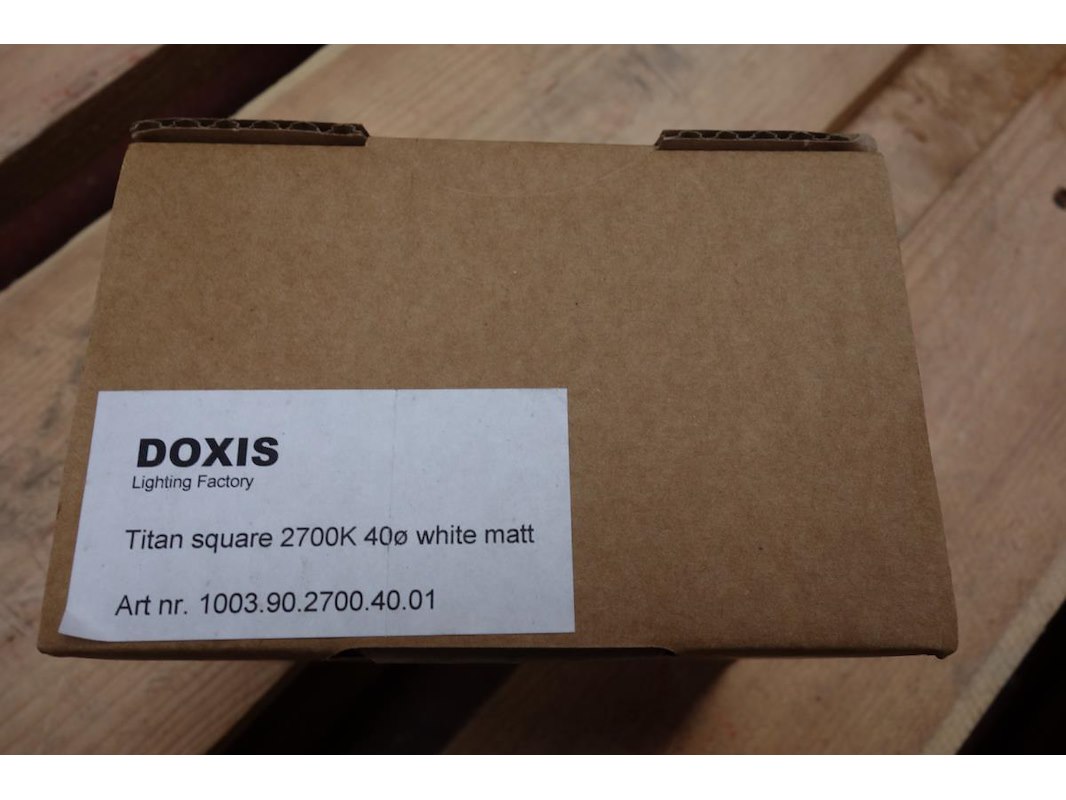 DOXIS
Lighting Factory
Titan square 2700K 40ø white matt
Art nr. 1003.90.2700.40.01